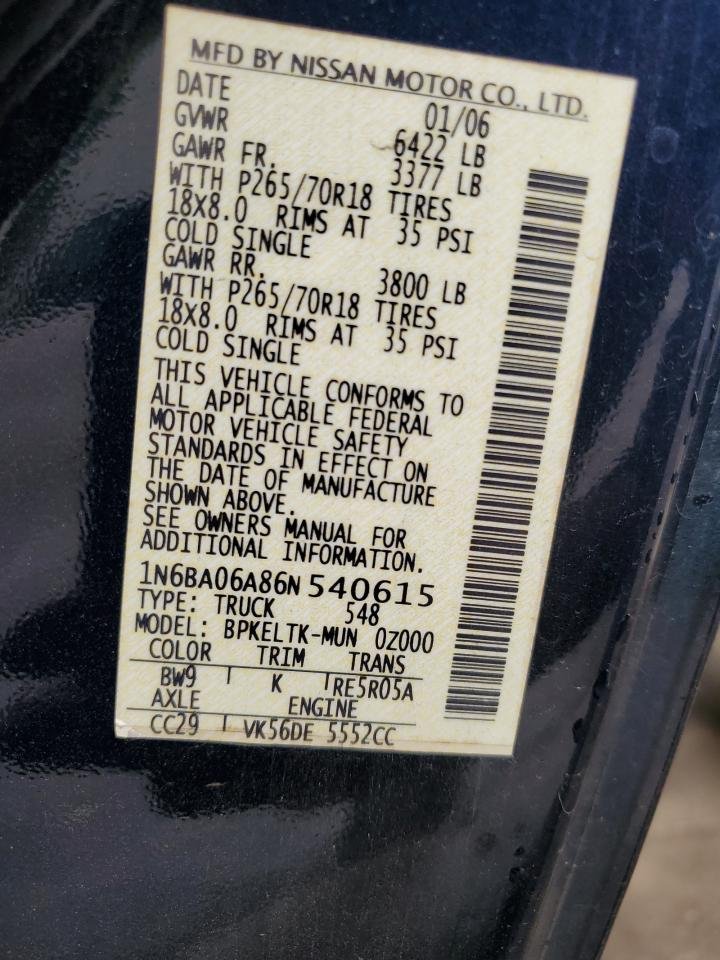 MFD BY NISSAN MOTOR CO., LTD.
DATE 01/06
GVWR 6422 LB
GAWR FR. 3377 LB
WITH P265/70R18 TIRES
18X8.0 RIMS AT 35 PSI
COLD SINGLE
GAWR RR. 3800 LB
WITH P265/70R18 TIRES
18X8.0 RIMS AT 35 PSI
COLD SINGLE
THIS VEHICLE CONFORMS TO
ALL APPLICABLE FEDERAL
MOTOR VEHICLE SAFETY
STANDARDS IN EFFECT ON
THE DATE OF MANUFACTURE
SHOWN ABOVE.
SEE OWNERS MANUAL FOR
ADDITIONAL INFORMATION.
1N6BA06A86N 540615
TYPE: TRUCK 548
MODEL: BPKELTK-MUN 0Z000
COLOR TRIM TRANS
BW9 K RE5R05A
AXLE ENGINE
CC29 VK56DE 5552CC